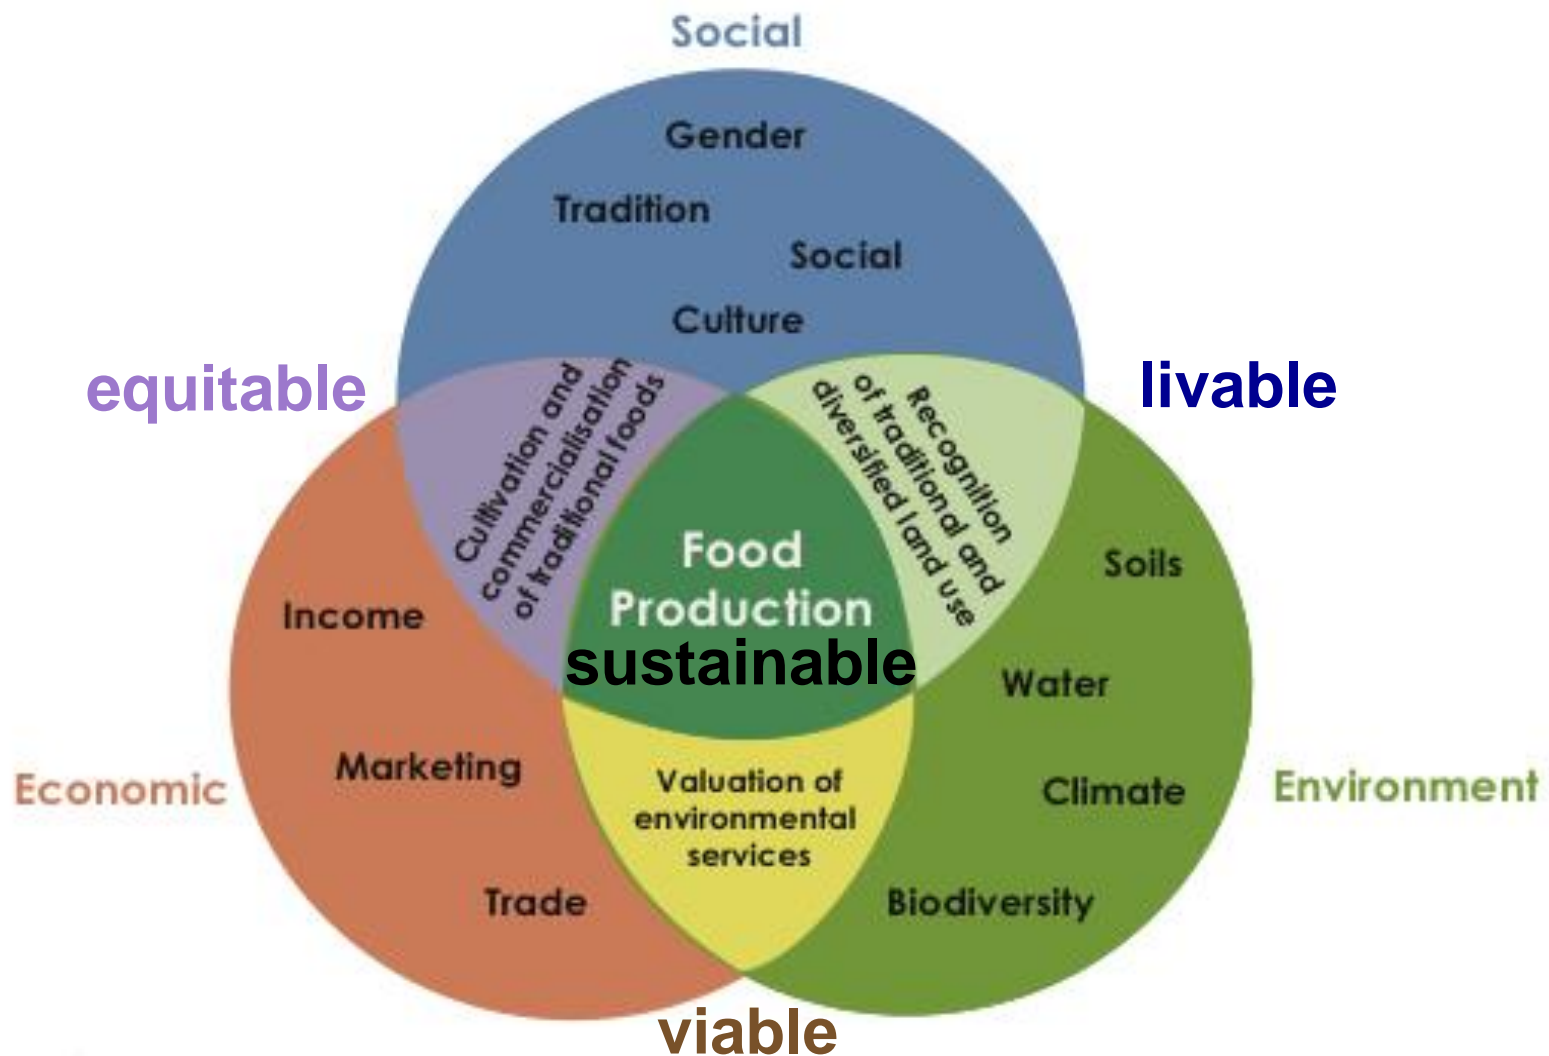 Social
Gender
Tradition
Social
Culture
equitable
livable
Cultivation and
commercialisation
of traditional foods
Recognition
of traditional and
diversified land use
Food
Production
sustainable
Soils
Income
Water
Marketing
Economic
Valuation of
environmental
services
Climate
Environment
Trade
Biodiversity
viable